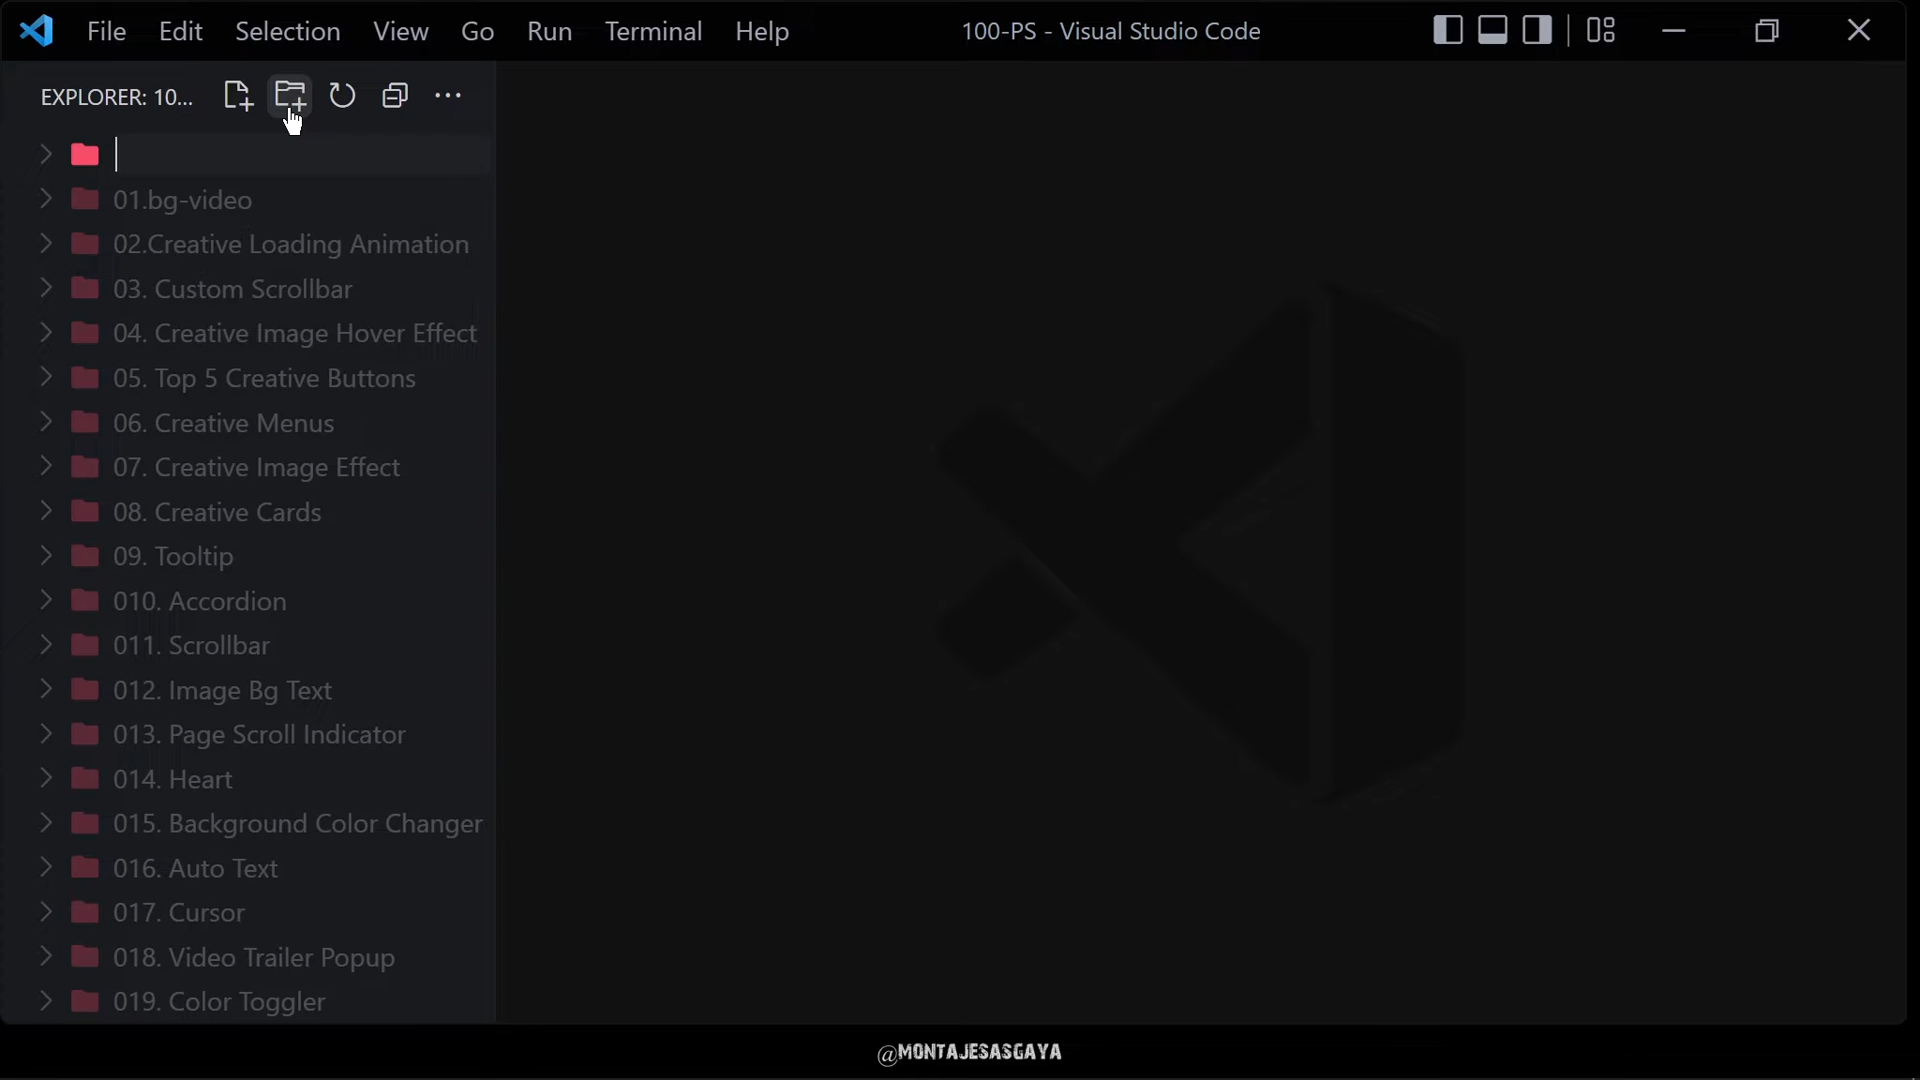 File Edit Selection View Go Run Terminal Help 100-PS - Visual Studio Code
EXPLORER: 10...
01.bg-video
02.Creative Loading Animation
03. Custom Scrollbar
04. Creative Image Hover Effect
05. Top 5 Creative Buttons
06. Creative Menus
07. Creative Image Effect
08. Creative Cards
09. Tooltip
010. Accordion
011. Scrollbar
012. Image Bg Text
013. Page Scroll Indicator
014. Heart
015. Background Color Changer
016. Auto Text
017. Cursor
018. Video Trailer Popup
019. Color Toggler
@MONTAJESASGAYA